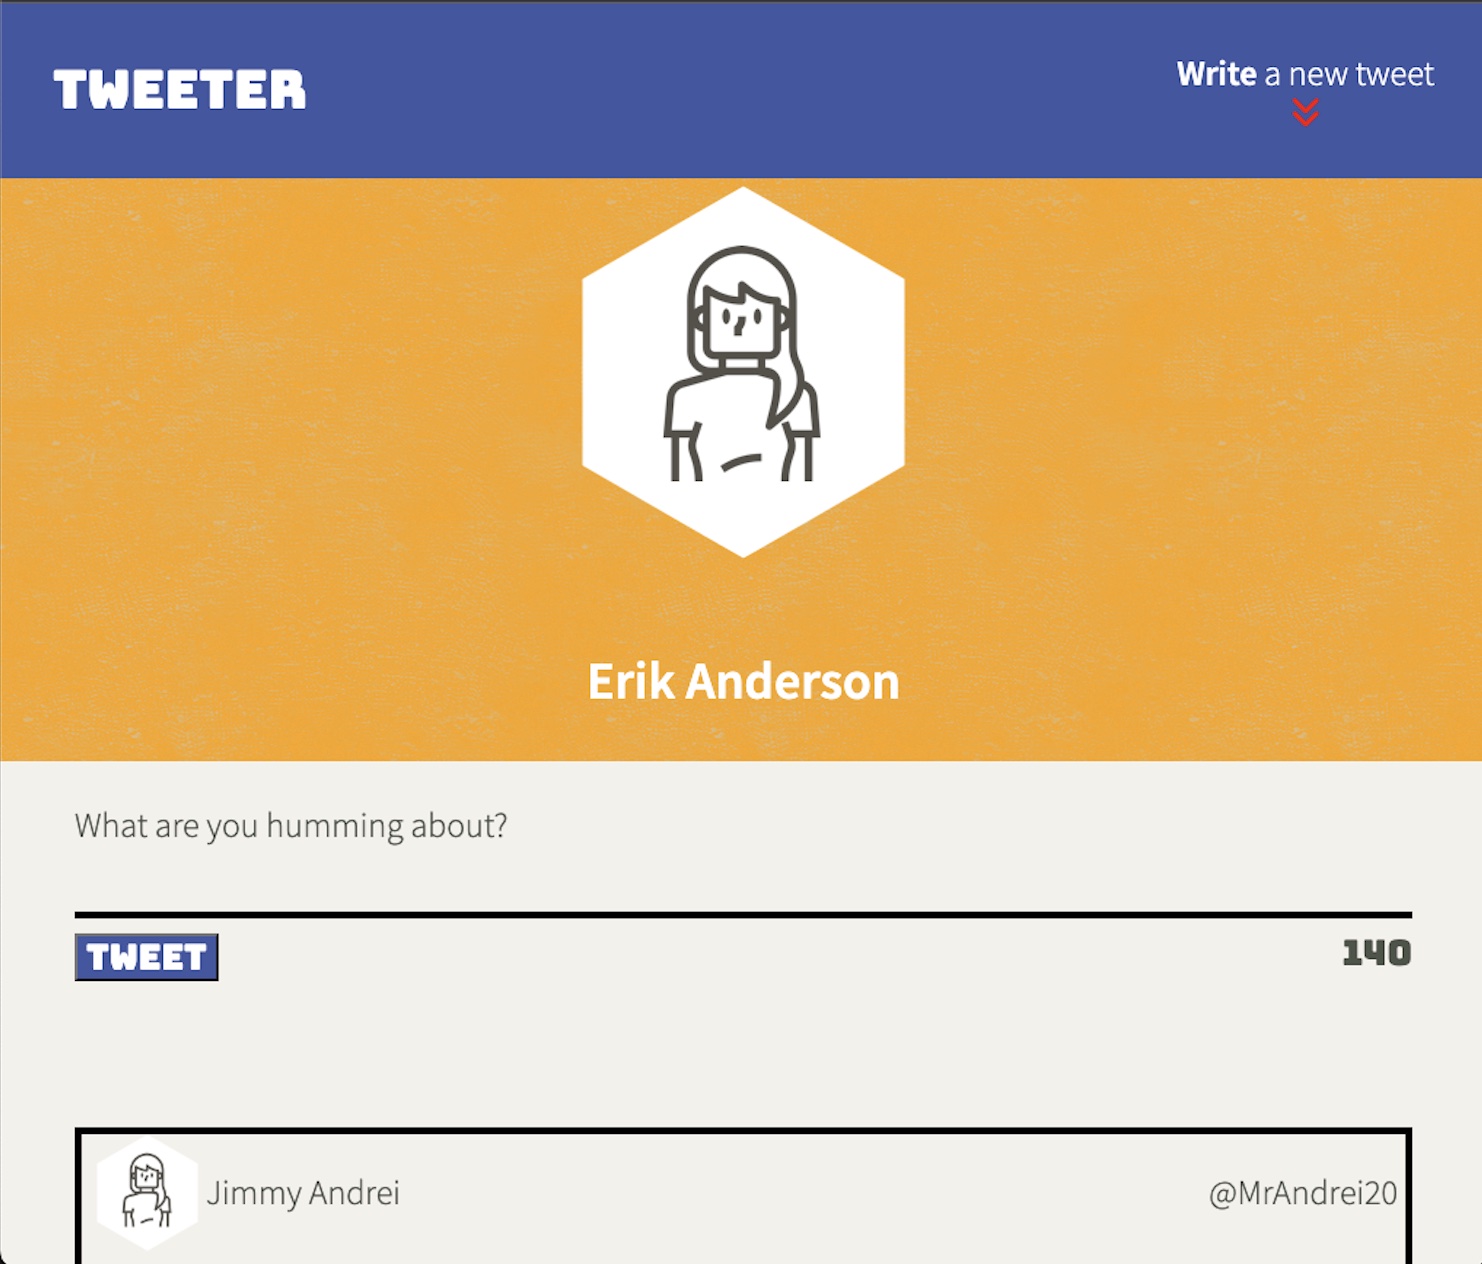 TWEETER
Write a new tweet
Erik Anderson
What are you humming about?
TWEET
140
Jimmy Andrei
@MrAndrei20